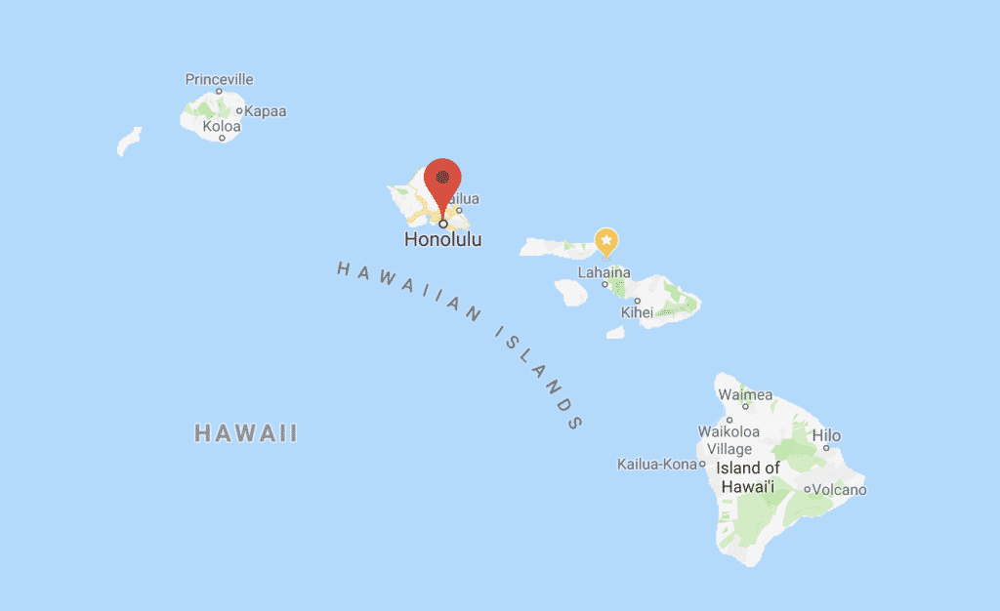 Princeville
Kapaa
Koloa
ailua
Honolulu
HAWAIIAN ISLANDS
Lahaina
Kihei
HAWAII
Waimea
Waikoloa
Village
Hilo
Kailua-Kona
Island of
Hawai'i
Volcano